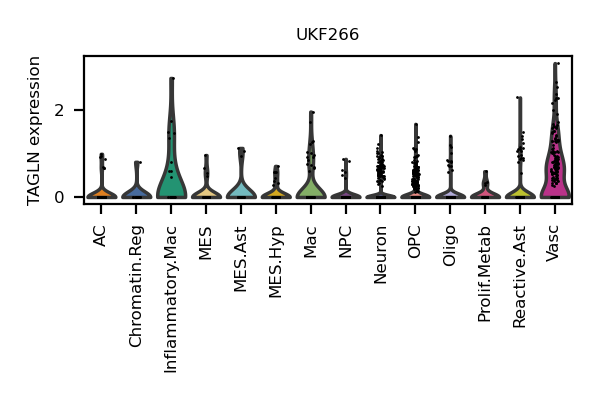 UKF266
TAGLN expression
2
0
AC
Chromatin.Reg
Inflammatory.Mac
MES
MES.Ast
MES.Hyp
Mac
NPC
Neuron
OPC
Oligo
Prolif.Metab
Reactive.Ast
Vasc